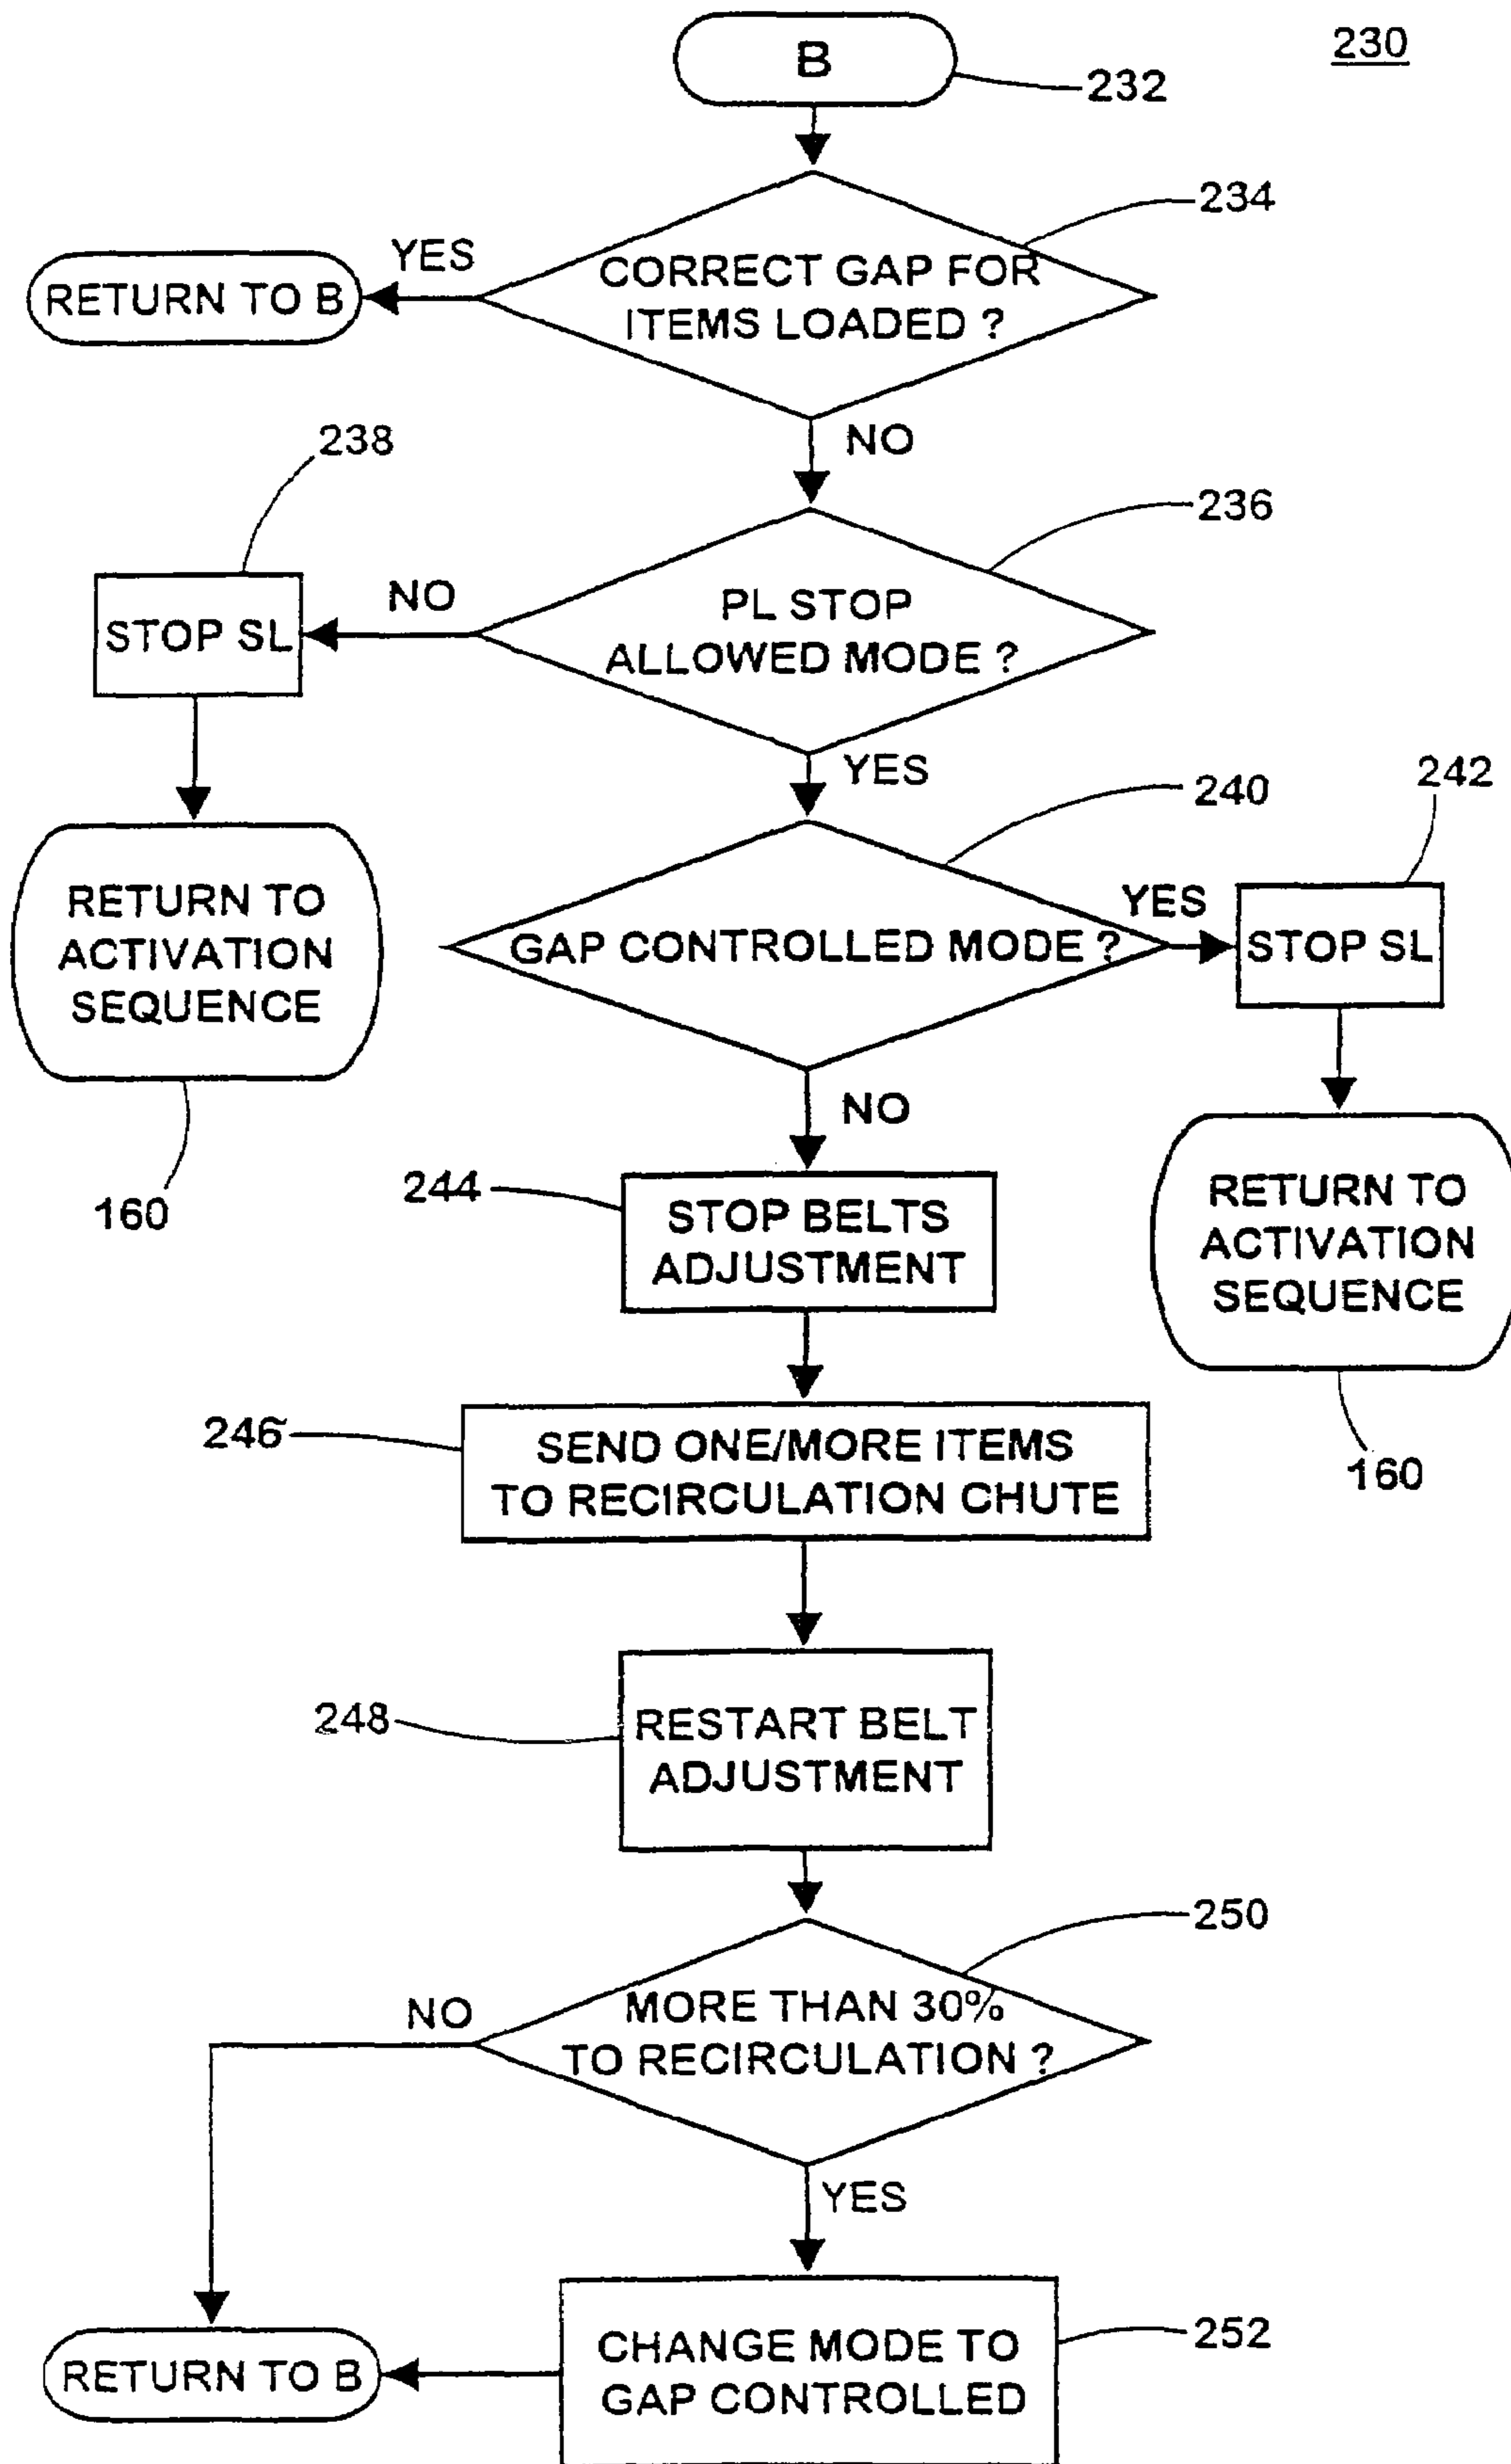 230
B
232
234
YES
CORRECT GAP FOR
ITEMS LOADED ?
RETURN TO B
NO
238
236
NO
PL STOP
ALLOWED MODE ?
STOP SL
YES
240
242
RETURN TO
ACTIVATION
SEQUENCE
GAP CONTROLLED MODE ?
YES
STOP SL
NO
160
244
STOP BELTS
ADJUSTMENT
RETURN TO
ACTIVATION
SEQUENCE
246
SEND ONE/MORE ITEMS
TO RECIRCULATION CHUTE
160
248
RESTART BELT
ADJUSTMENT
250
NO
MORE THAN 30%
TO RECIRCULATION ?
YES
252
CHANGE MODE TO
GAP CONTROLLED
RETURN TO B